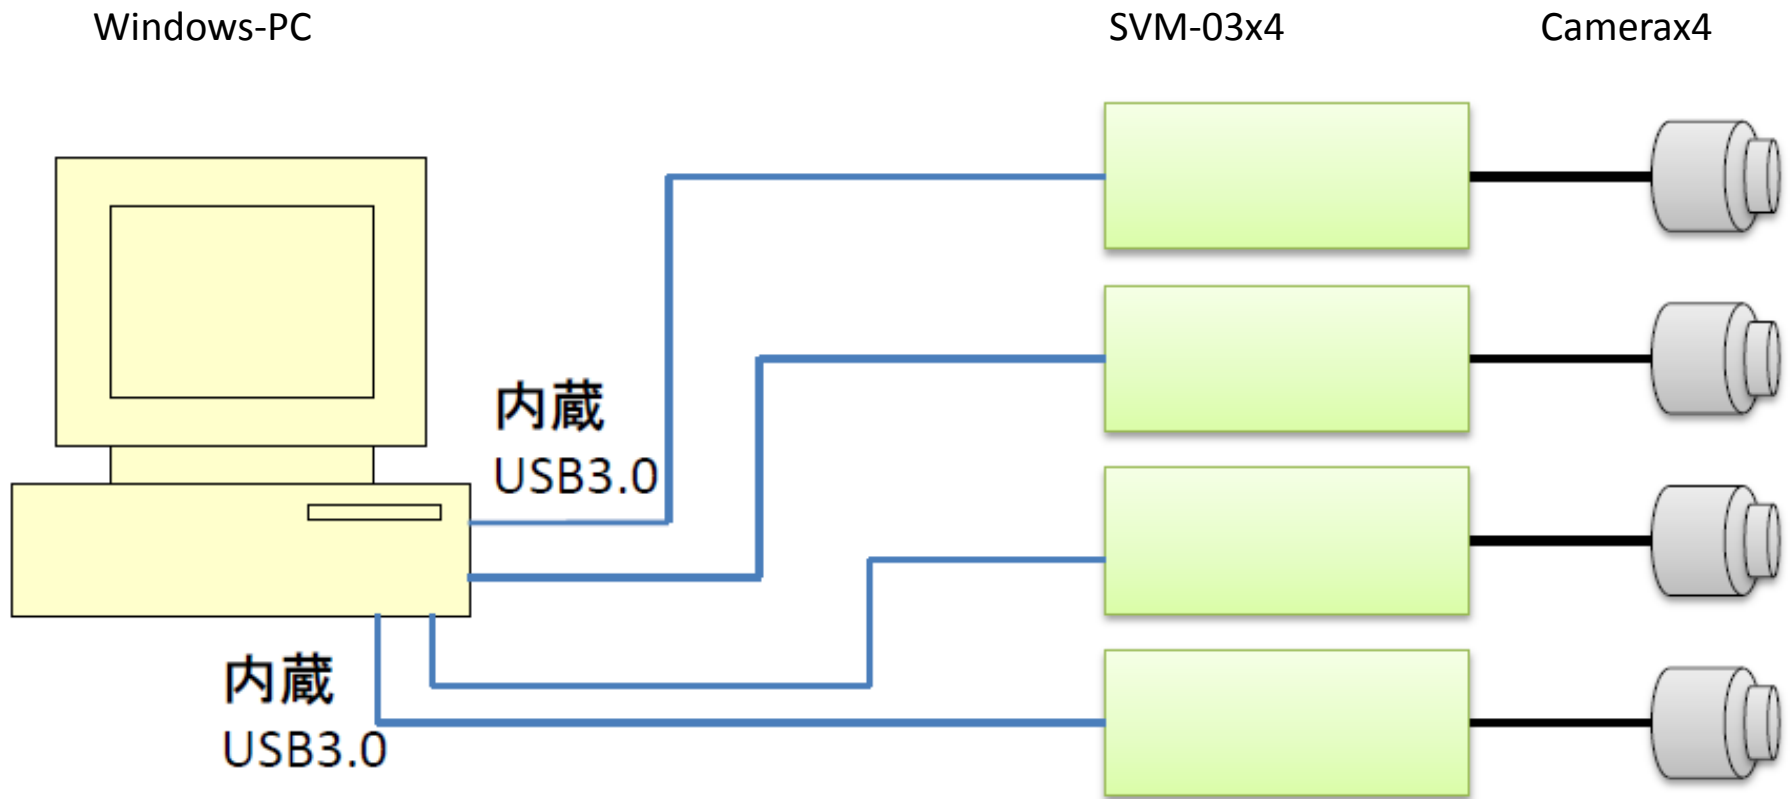 Windows-PC
SVM-03x4
Camerax4
内蔵
USB3.0
内蔵
USB3.0